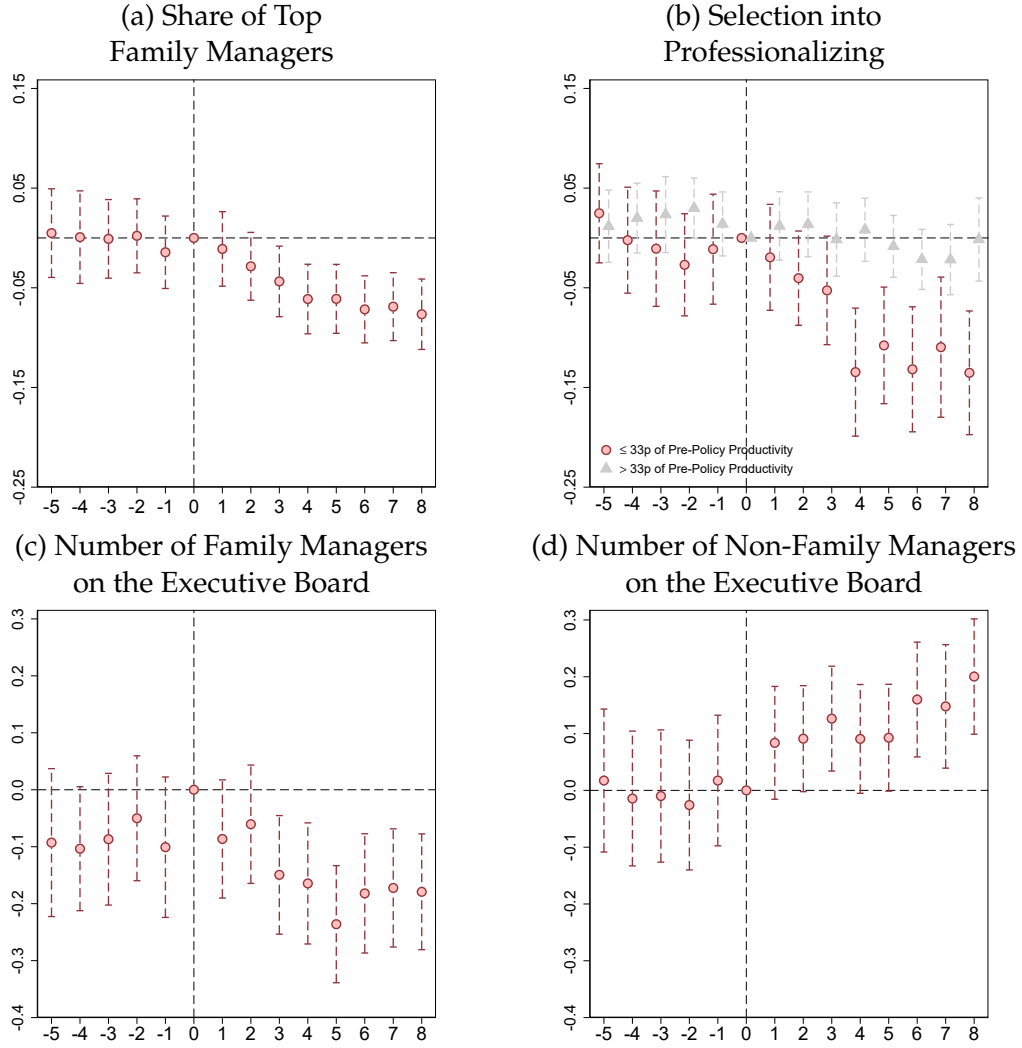 (a) Share of Top
Family Managers
0.15
0.05
-0.05
-0.15
-0.25
-5 -4 -3 -2 -1 0 1 2 3 4 5 6 7 8
(b) Selection into
Professionalizing
0.15
0.05
-0.05
-0.15
-0.25
≤ 33p of Pre-Policy Productivity
> 33p of Pre-Policy Productivity
-5 -4 -3 -2 -1 0 1 2 3 4 5 6 7 8
(c) Number of Family Managers
on the Executive Board
0.3
0.2
0.1
0.0
-0.1
-0.2
-0.3
-0.4
-5 -4 -3 -2 -1 0 1 2 3 4 5 6 7 8
(d) Number of Non-Family Managers
on the Executive Board
0.3
0.2
0.1
0.0
-0.1
-0.2
-0.3
-0.4
-5 -4 -3 -2 -1 0 1 2 3 4 5 6 7 8